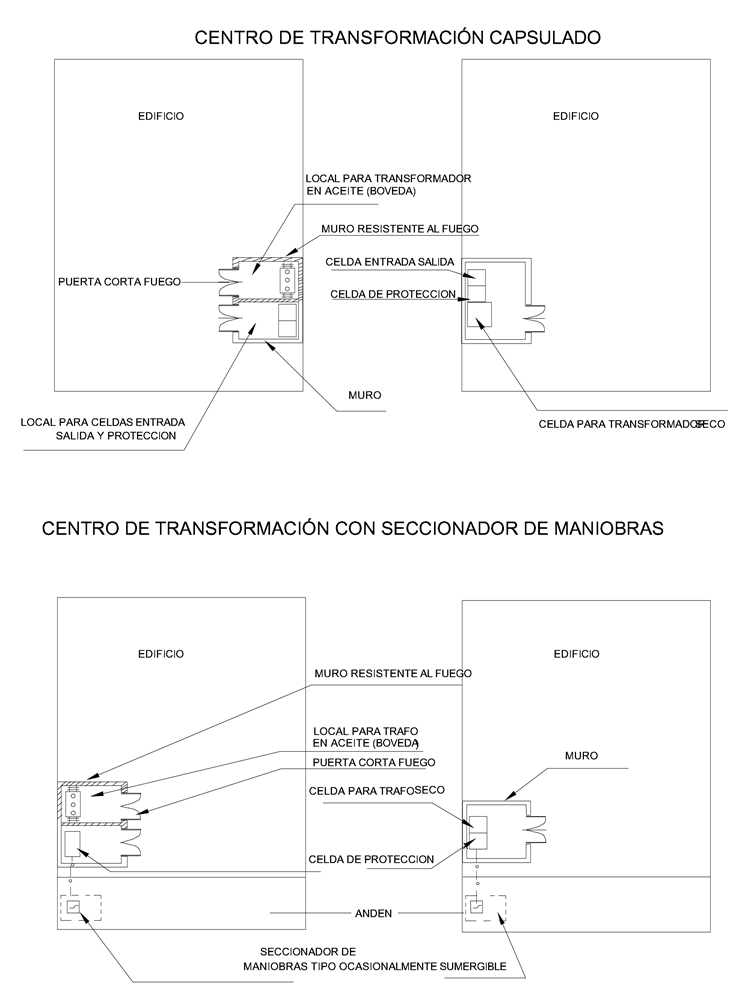 CENTRO DE TRANSFORMACIÓN CAPSULADO
EDIFICIO
EDIFICIO
LOCAL PARA TRANSFORMADOR
EN ACEITE (BOVEDA)
MURO RESISTENTE AL FUEGO
CELDA ENTRADA SALIDA
PUERTA CORTA FUEGO
CELDA DE PROTECCION
MURO
LOCAL PARA CELDAS ENTRADA
SALIDA Y PROTECCION
CELDA PARA TRANSFORMADOR SECO
CENTRO DE TRANSFORMACIÓN CON SECCIONADOR DE MANIOBRAS
EDIFICIO
EDIFICIO
MURO RESISTENTE AL FUEGO
LOCAL PARA TRAFO
EN ACEITE (BOVEDA)
MURO
PUERTA CORTA FUEGO
CELDA PARA TRAFO SECO
CELDA DE PROTECCION
ANDEN
SECCIONADOR DE
MANIOBRAS TIPO OCASIONALMENTE SUMERGIBLE